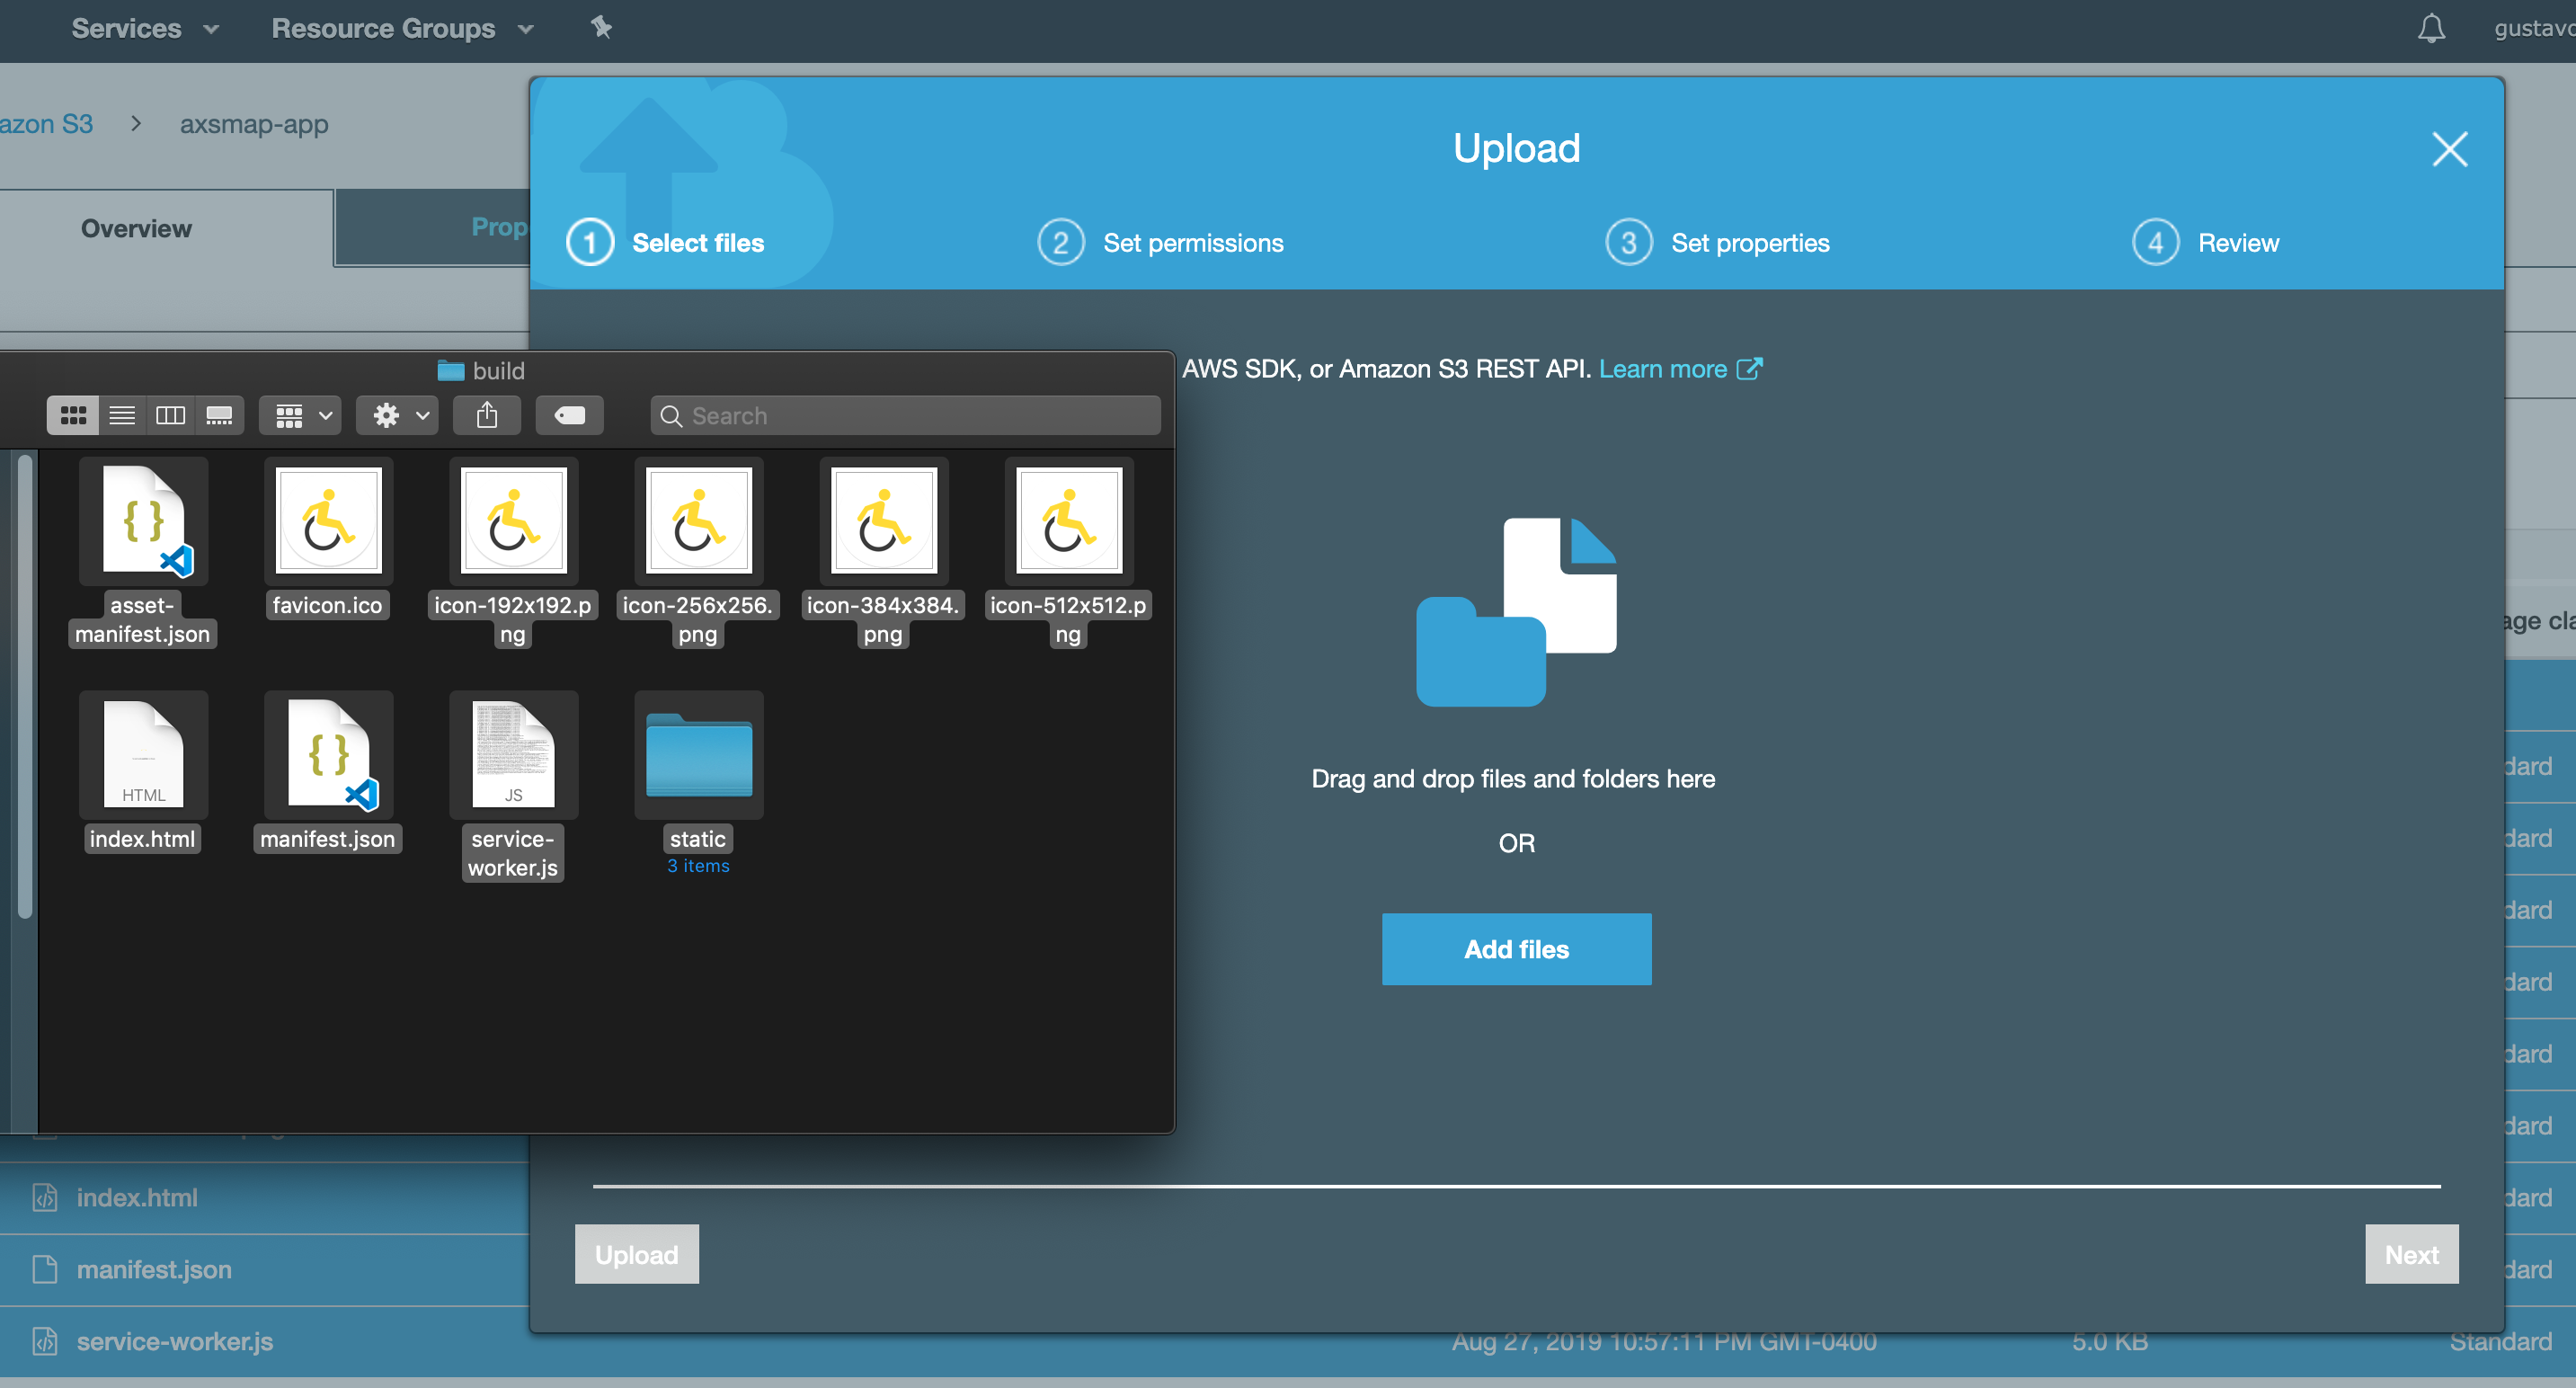 Services
Resource Groups
azon S3
axsmap-app
Overview
Prop
Upload
1 Select files
2 Set permissions
3 Set properties
4 Review
AWS SDK, or Amazon S3 REST API. Learn more
build
Search
asset-
manifest.json
favicon.ico
icon-192x192.p
ng
icon-256x256.
png
icon-384x384.
png
icon-512x512.p
ng
HTML
index.html
manifest.json
JS
service-
worker.js
static
3 items
Drag and drop files and folders here
OR
Add files
age cla
dard
dard
dard
dard
dard
dard
index.html
dard
Upload
Next
manifest.json
dard
service-worker.js
Aug 27, 2019 10:57:11 PM GMT-0400
5.0 KB
Standard